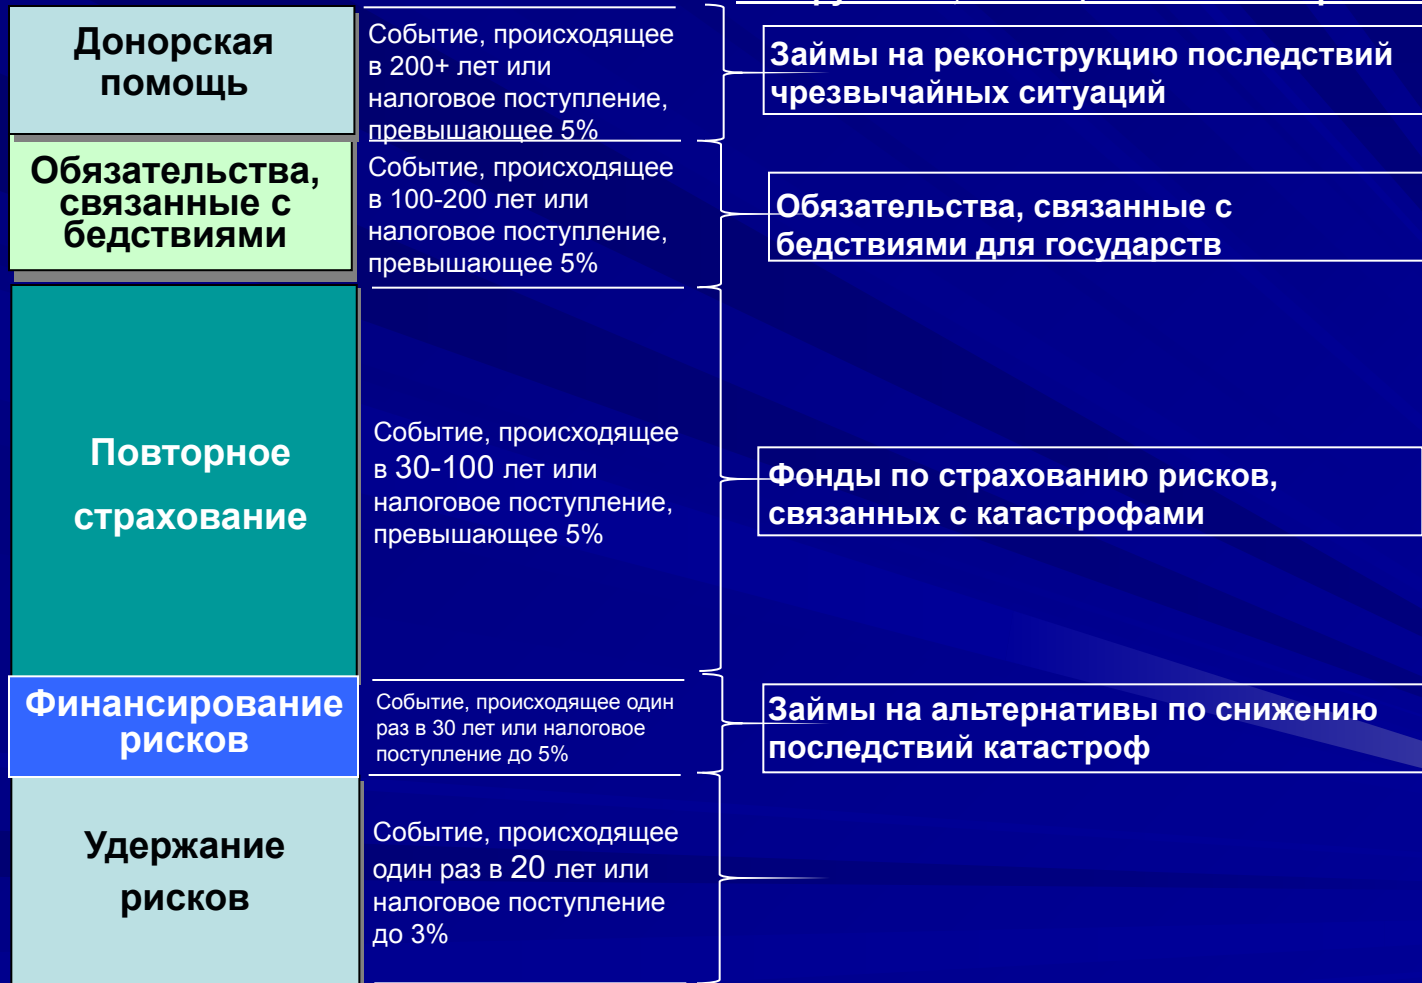 Донорская
помощь
Событие, происходящее
в 200+ лет или
налоговое поступление,
превышающее 5%
Займы на реконструкцию последствий
чрезвычайных ситуаций
Обязательства,
связанные с
бедствиями
Событие, происходящее
в 100-200 лет или
налоговое поступление,
превышающее 5%
Обязательства, связанные с
бедствиями для государств
Повторное
страхование
Событие, происходящее
в 30-100 лет или
налоговое поступление,
превышающее 5%
Фонды по страхованию рисков,
связанных с катастрофами
Финансирование
рисков
Событие, происходящее один
раз в 30 лет или налоговое
поступление до 5%
Займы на альтернативы по снижению
последствий катастроф
Удержание
рисков
Событие, происходящее
один раз в 20 лет или
налоговое поступление
до 3%